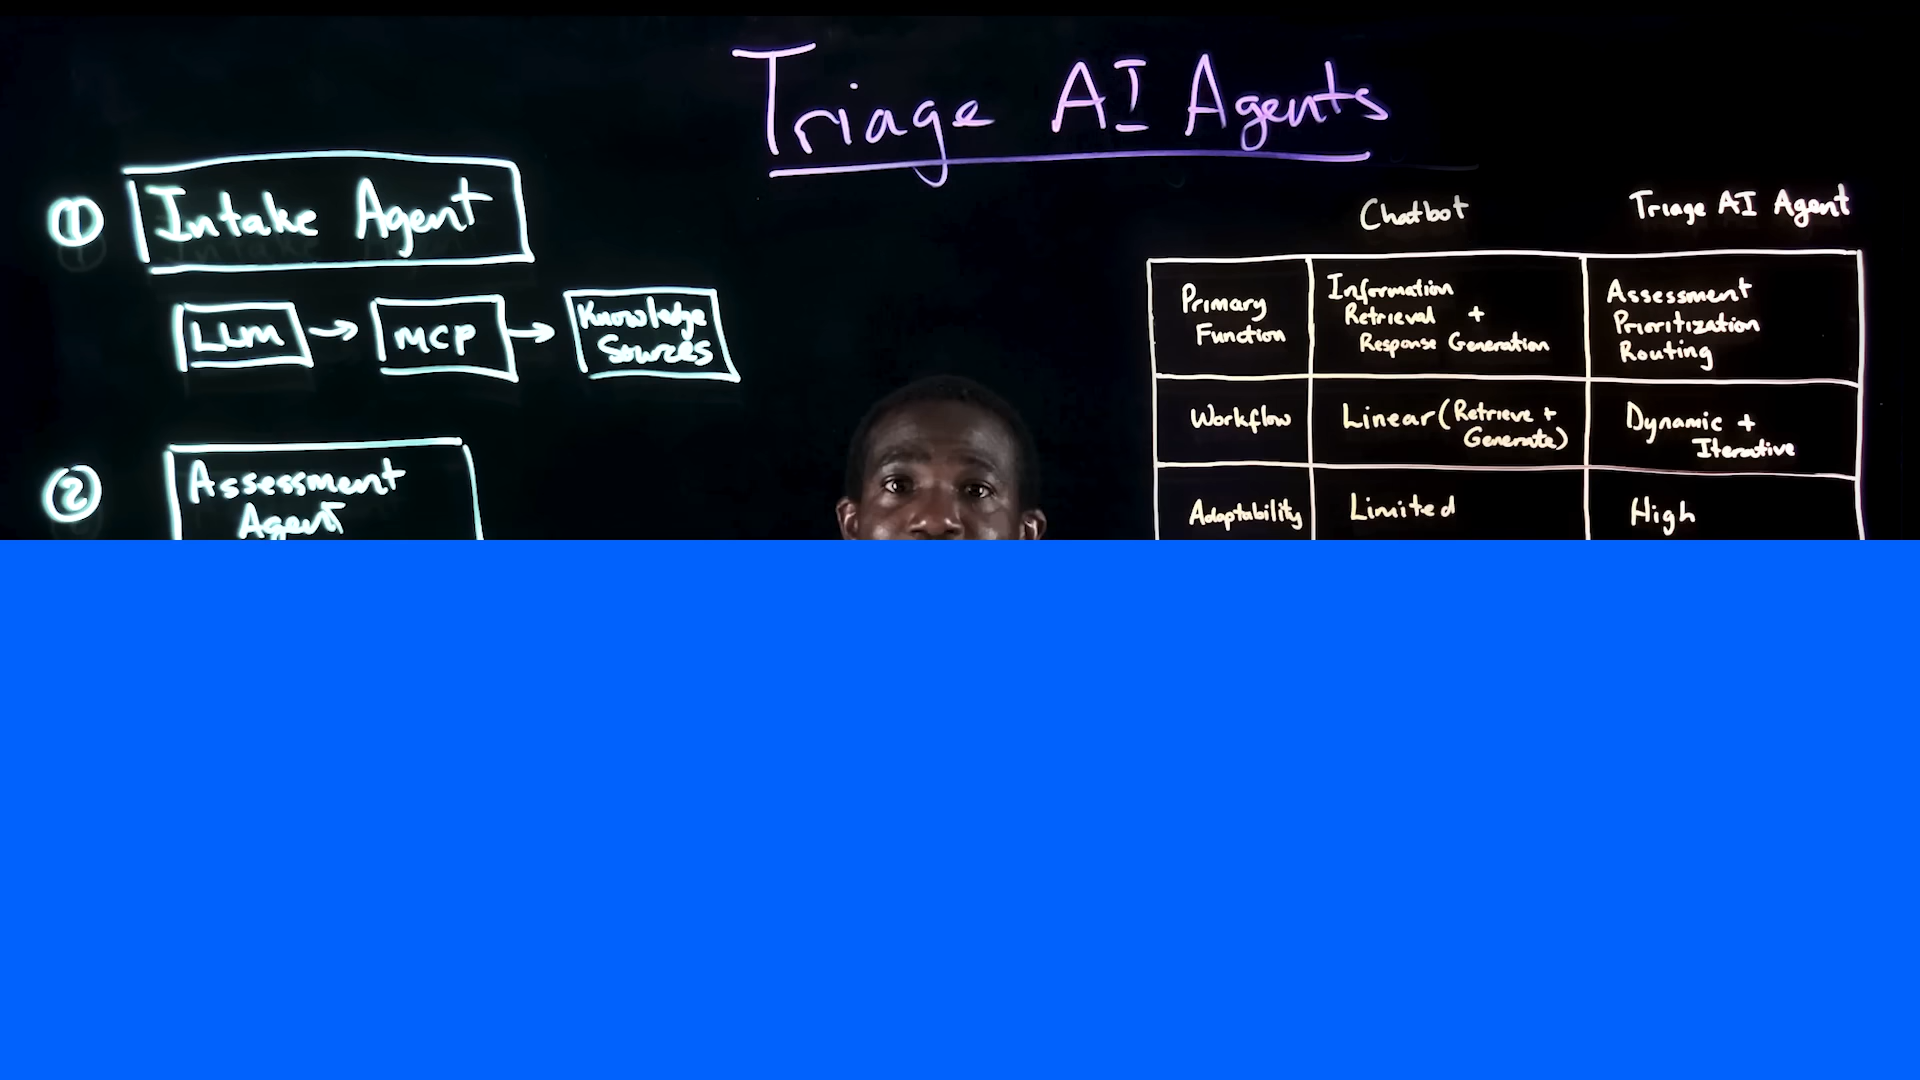 Triage AI Agents
① Intake Agent
LLM → MCP → Knowledge
Sources
② Assessment
Agent
Chatbot
Triage AI Agent
Primary
Function
Information
Retrieval +
Response Generation
Assessment
Prioritization
Routing
Workflow
Linear (Retrieve +
Generate)
Dynamic +
Iterative
Adaptability
Limited
High